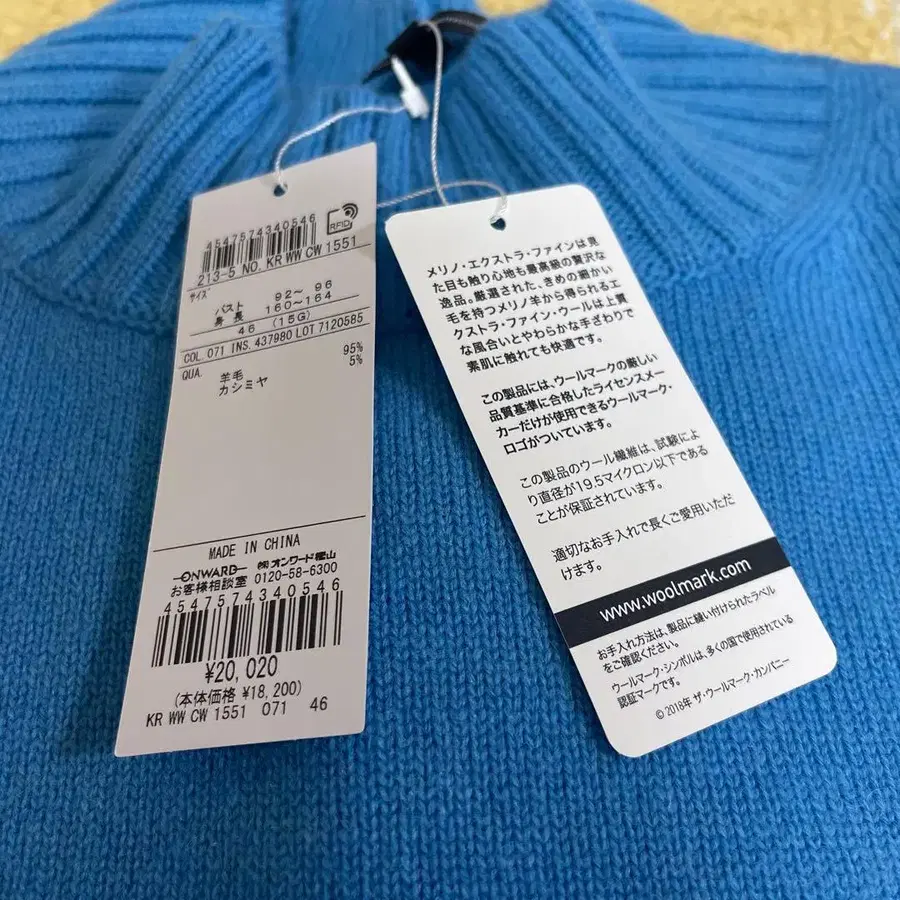 4547574340546
RFID
213-5 NO. KR WW CW 1551
サイズ
バスト 92〜 96
身長 160〜164
46 (15G)
COL. 071 INS. 437980 LOT 7120585
QUA. 羊毛 95%
カシミヤ 5%
MADE IN CHINA
ONWARD ㈱オンワード樫山
お客様相談室 0120-58-6300
4547574340546
¥20,020
(本体価格 ¥18,200)
KR WW CW 1551 071 46
メリノ・エクストラ・ファインは見
た目も触り心地も最高級の贅沢な
逸品。厳選された、きめの細かい
毛を持つメリノ羊から得られるエ
クストラ・ファイン・ウールは上質
な風合いとやわらかな手ざわりで
素肌に触れても快適です。
この製品には、ウールマークの厳しい
品質基準に合格したライセンスメー
カーだけが使用できるウールマーク・
ロゴがついています。
この製品のウール繊維は、試験によ
り直径が19.5マイクロン以下である
ことが保証されています。
適切なお手入れで長くご愛用いただ
けます。
www.woolmark.com
お手入れ方法は、製品に縫い付けられたラベル
をご確認ください。
ウールマーク・シンボルは、多くの国で使用されている
認証マークです。
© 2018年 ザ・ウールマーク・カンパニー